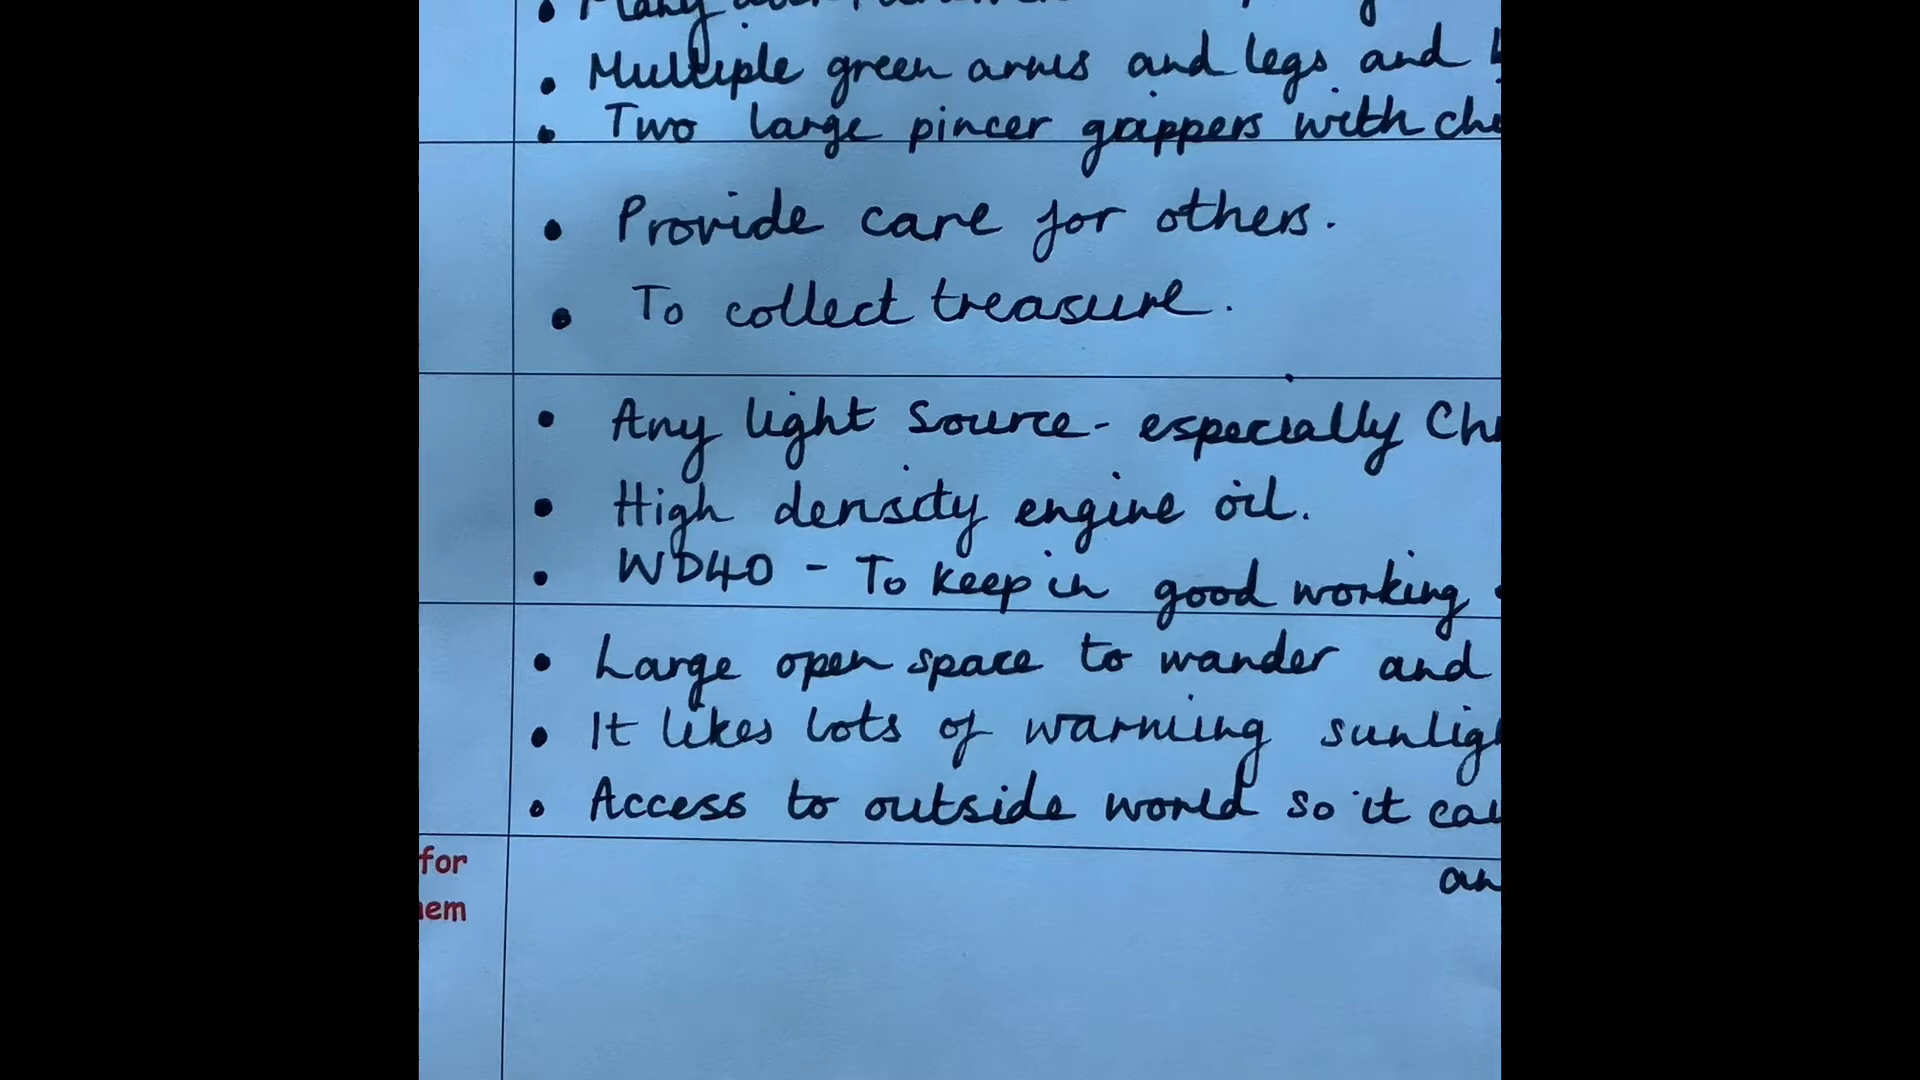 Multiple green arms and legs and
Two large pincer grippers with
Provide care for others.
To collect treasure.
Any light source - especially
High density engine oil.
WD40 - To keep in good working
Large open space to wander and
It likes lots of warming
Access to outside world so it
for